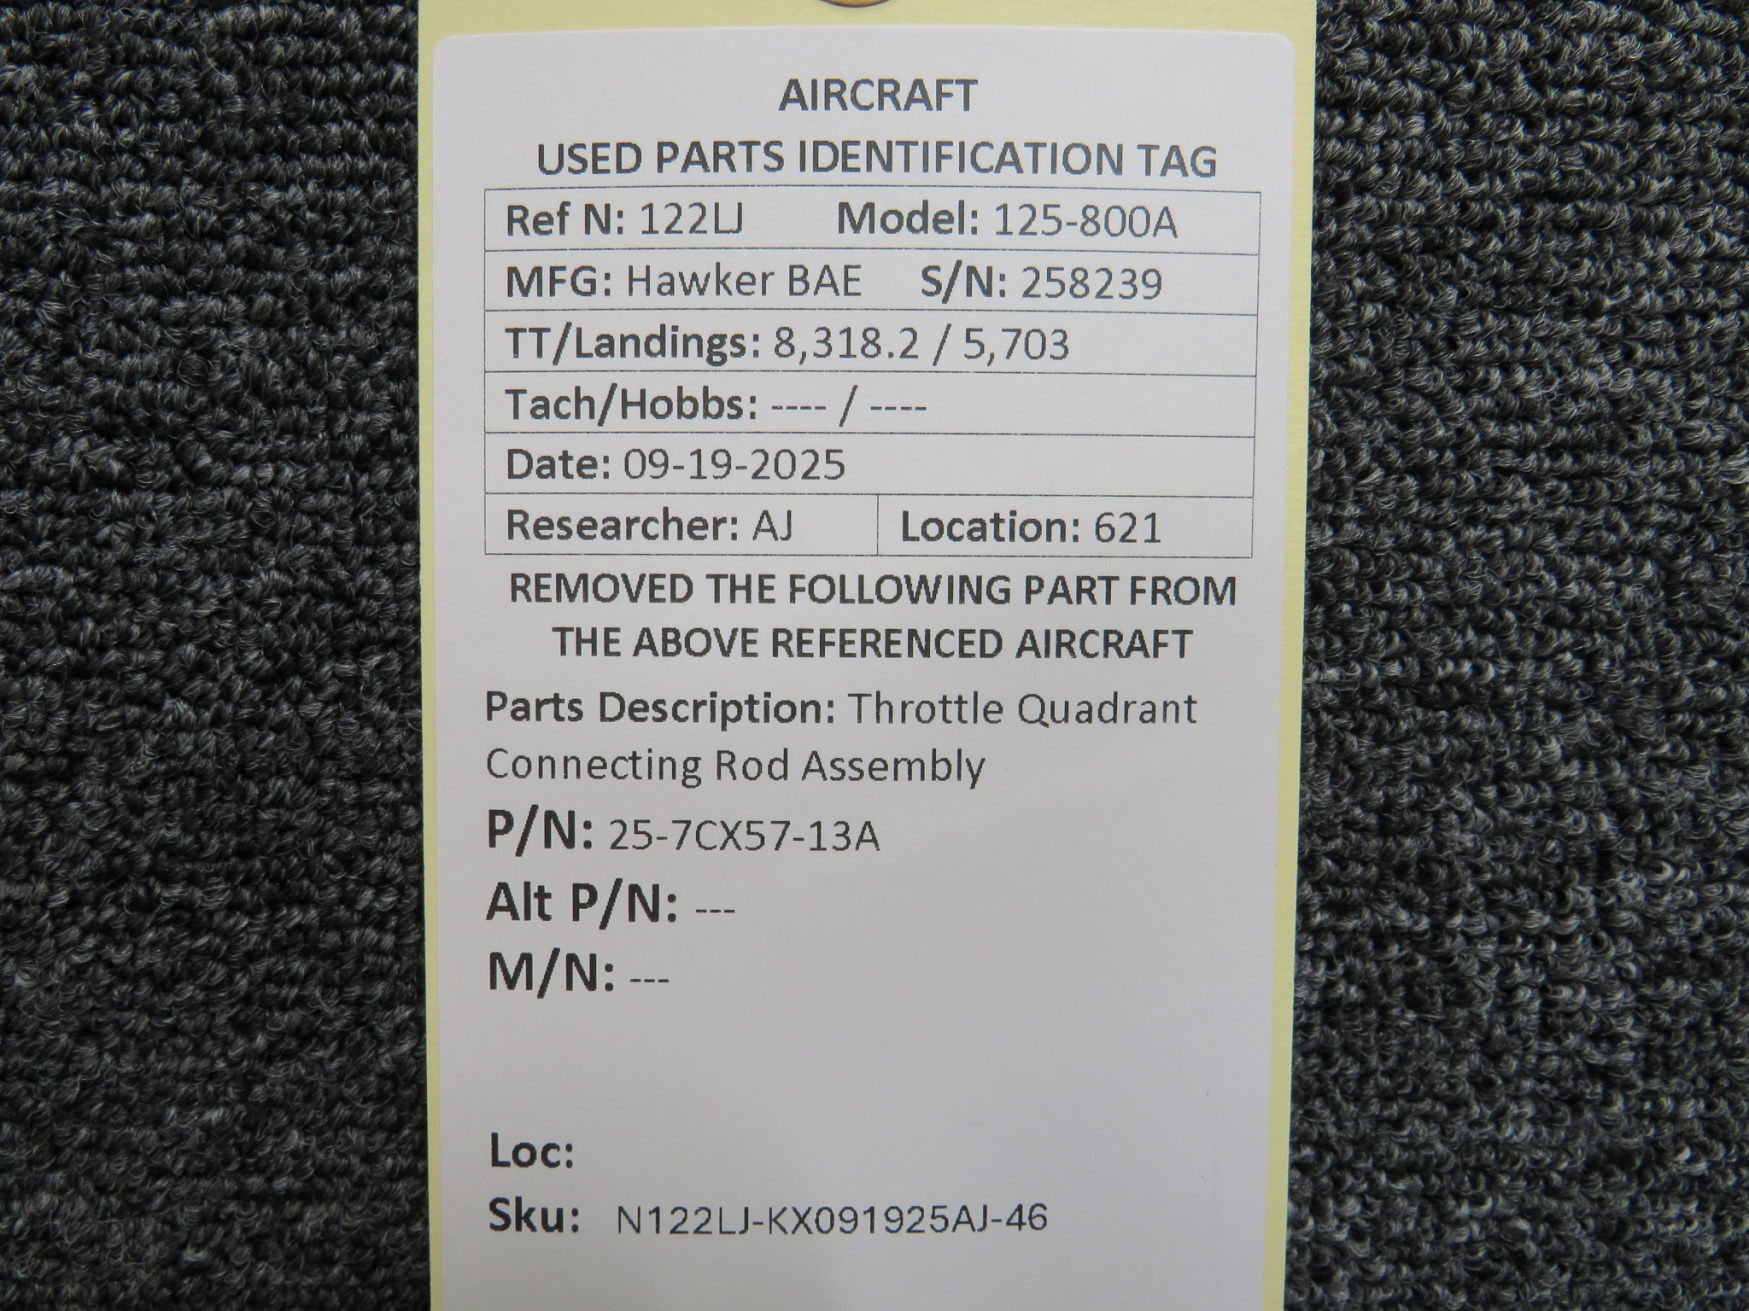 AIRCRAFT
USED PARTS IDENTIFICATION TAG
Ref N: 122LJ Model: 125-800A
MFG: Hawker BAE S/N: 258239
TT/Landings: 8,318.2 / 5,703
Tach/Hobbs: ---- / ----
Date: 09-19-2025
Researcher: AJ Location: 621
REMOVED THE FOLLOWING PART FROM
THE ABOVE REFERENCED AIRCRAFT
Parts Description: Throttle Quadrant
Connecting Rod Assembly
P/N: 25-7CX57-13A
Alt P/N: ---
M/N: ---
Loc:
Sku: N122LJ-KX091925AJ-46